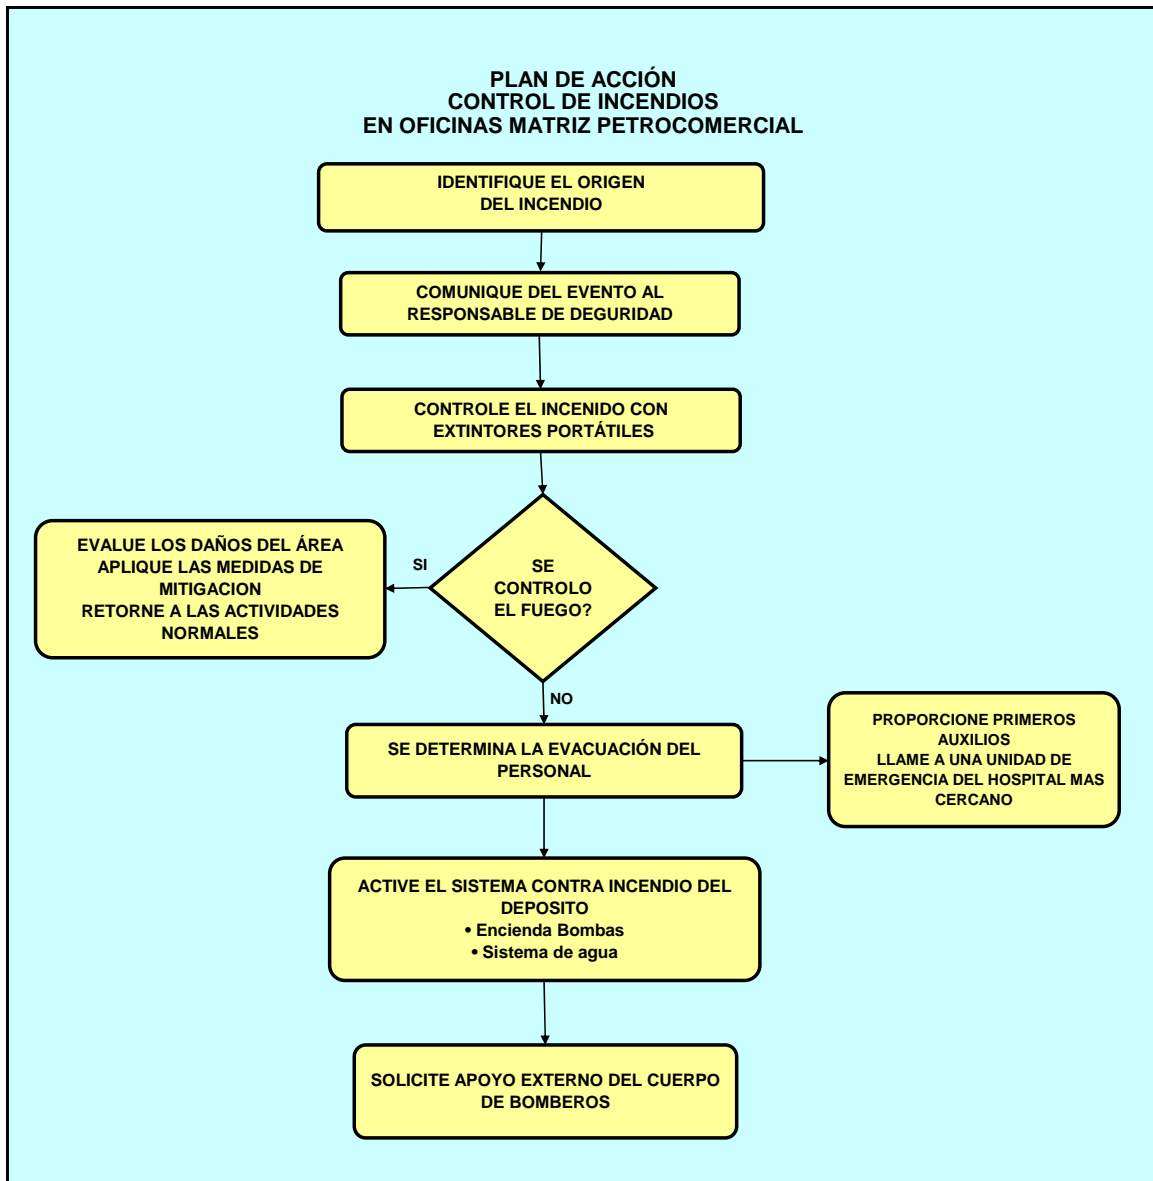 PLAN DE ACCIÓN
CONTROL DE INCENDIOS
EN OFICINAS MATRIZ PETROCOMERCIAL
IDENTIFIQUE EL ORIGEN
DEL INCENDIO
COMUNIQUE DEL EVENTO AL
RESPONSABLE DE DEGURIDAD
CONTROLE EL INCENIDO CON
EXTINTORES PORTÁTILES
SE
CONTROLO
EL FUEGO?
SI
EVALUE LOS DAÑOS DEL ÁREA
APLIQUE LAS MEDIDAS DE
MITIGACION
RETORNE A LAS ACTIVIDADES
NORMALES
NO
SE DETERMINA LA EVACUACIÓN DEL
PERSONAL
PROPORCIONE PRIMEROS
AUXILIOS
LLAME A UNA UNIDAD DE
EMERGENCIA DEL HOSPITAL MAS
CERCANO
ACTIVE EL SISTEMA CONTRA INCENDIO DEL
DEPOSITO
• Encienda Bombas
• Sistema de agua
SOLICITE APOYO EXTERNO DEL CUERPO
DE BOMBEROS